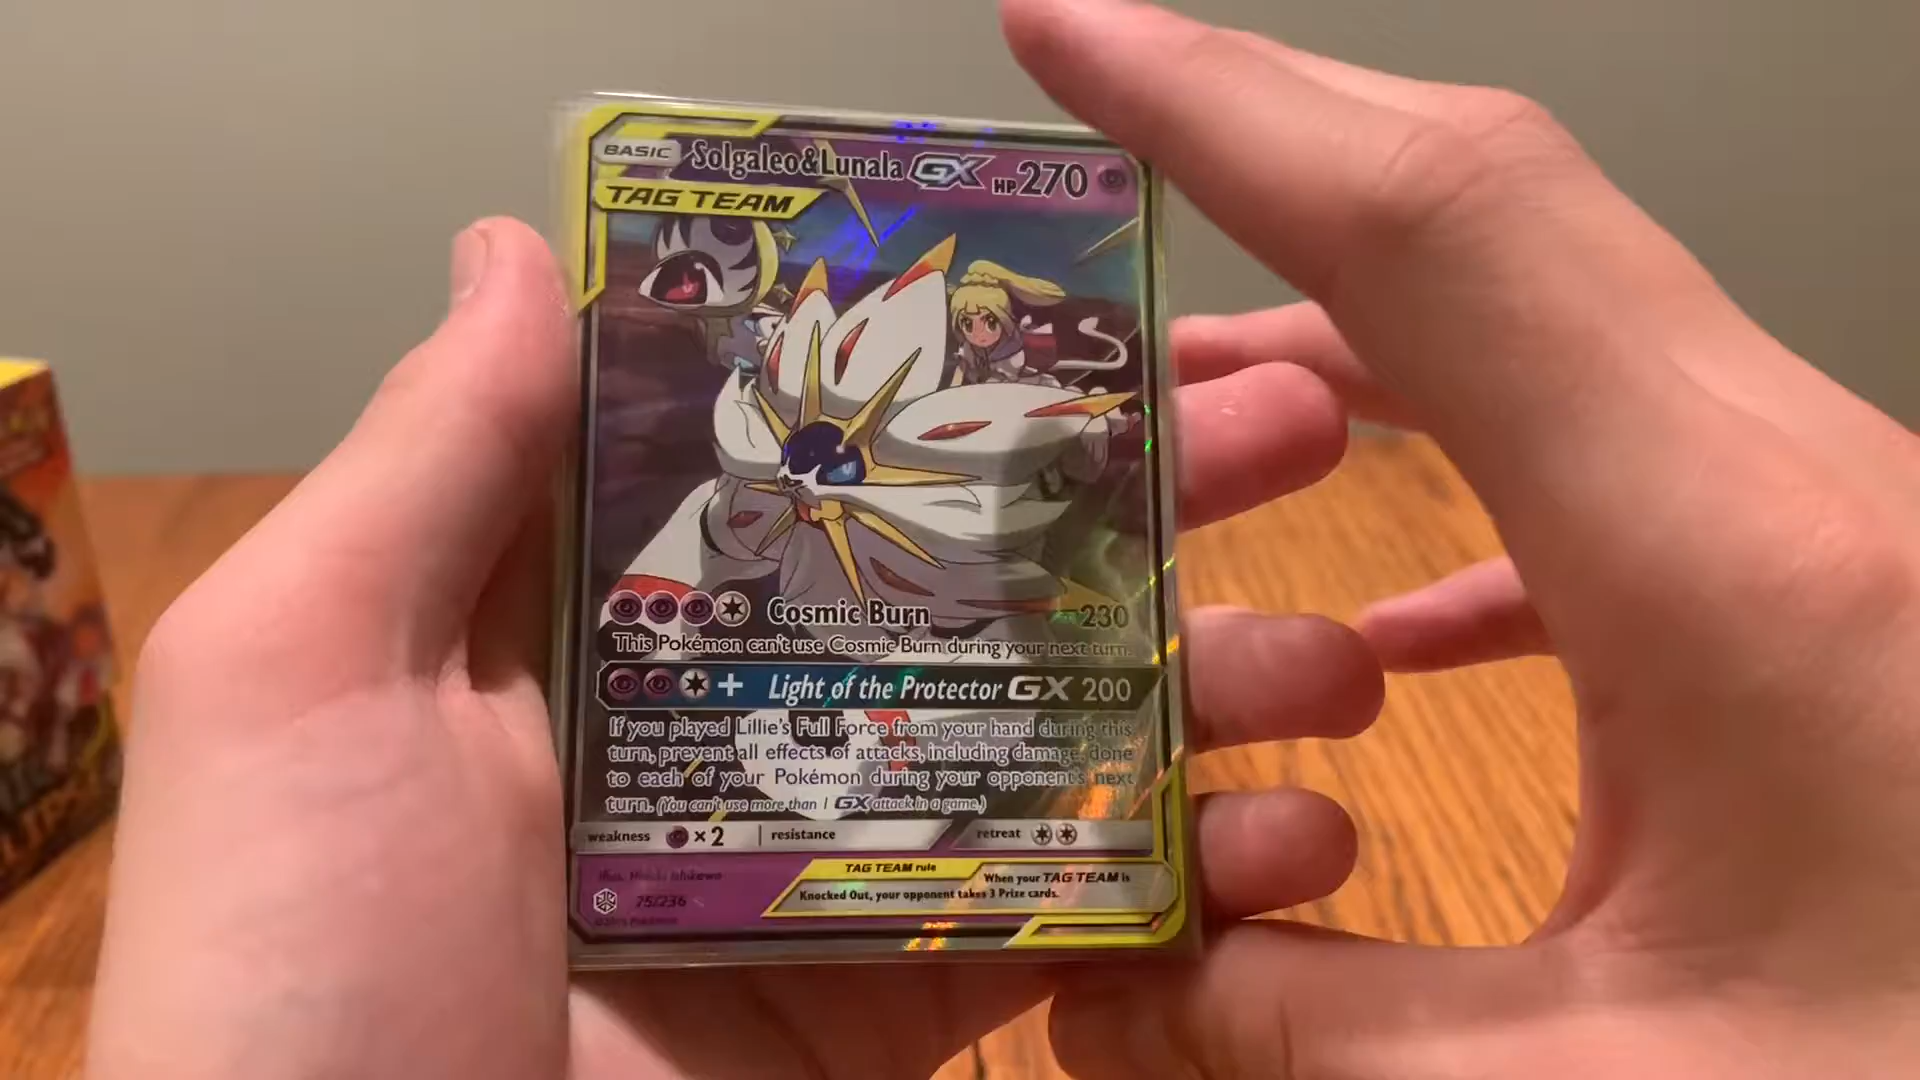 BASIC Solgaleo&Lunala GX HP270
TAG TEAM
Cosmic Burn 230
This Pokémon can't use Cosmic Burn during your next turn.
+ Light of the Protector GX 200
If you played Lillie's Full Force from your hand during this
turn, prevent all effects of attacks, including damage, done
to each of your Pokémon during your opponent's next
turn. (You can't use more than 1 GX attack in a game.)
weakness ×2 resistance retreat
TAG TEAM rule When your TAG TEAM is
Knocked Out, your opponent takes 3 Prize cards.
75/236